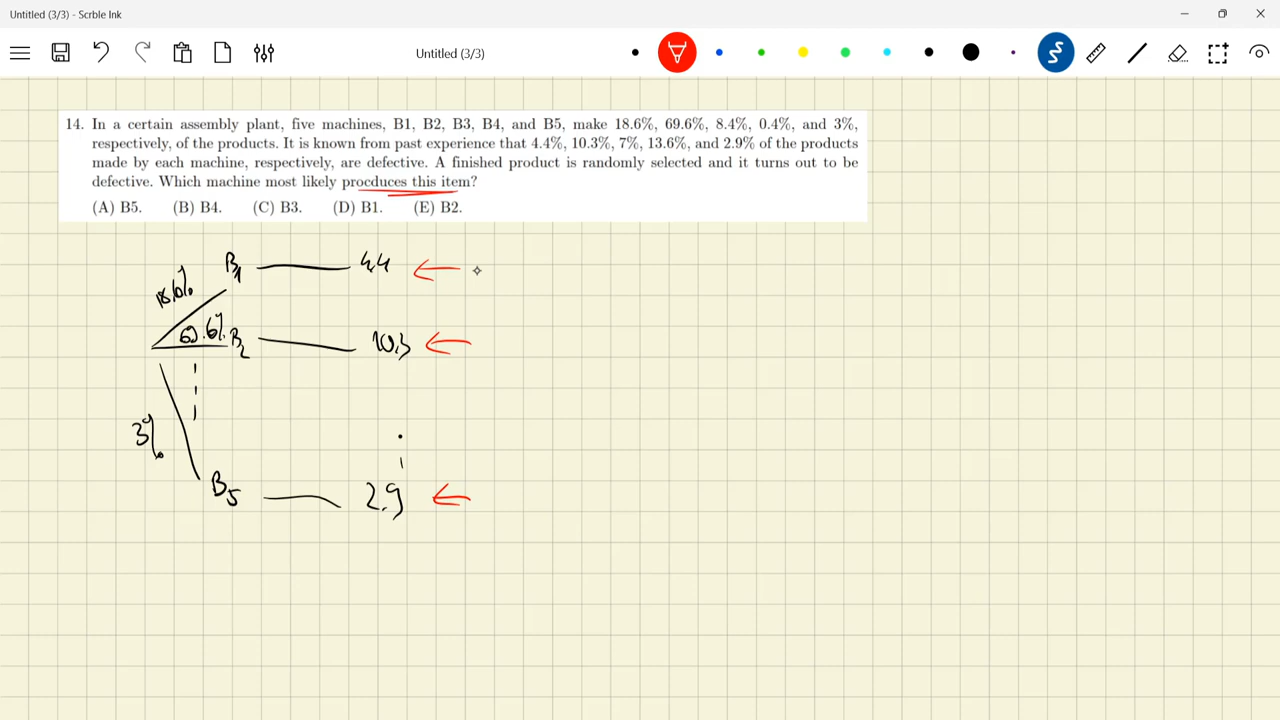 Untitled (3/3) - Scrble Ink
Untitled (3/3)
14. In a certain assembly plant, five machines, B1, B2, B3, B4, and B5, make 18.6%, 69.6%, 8.4%, 0.4%, and 3%,
respectively, of the products. It is known from past experience that 4.4%, 10.3%, 7%, 13.6%, and 2.9% of the products
made by each machine, respectively, are defective. A finished product is randomly selected and it turns out to be
defective. Which machine most likely procduces this item?
(A) B5. (B) B4. (C) B3. (D) B1. (E) B2.
18.6% B1 4.4
69.6% B2 10.3
3%
B5 2.9